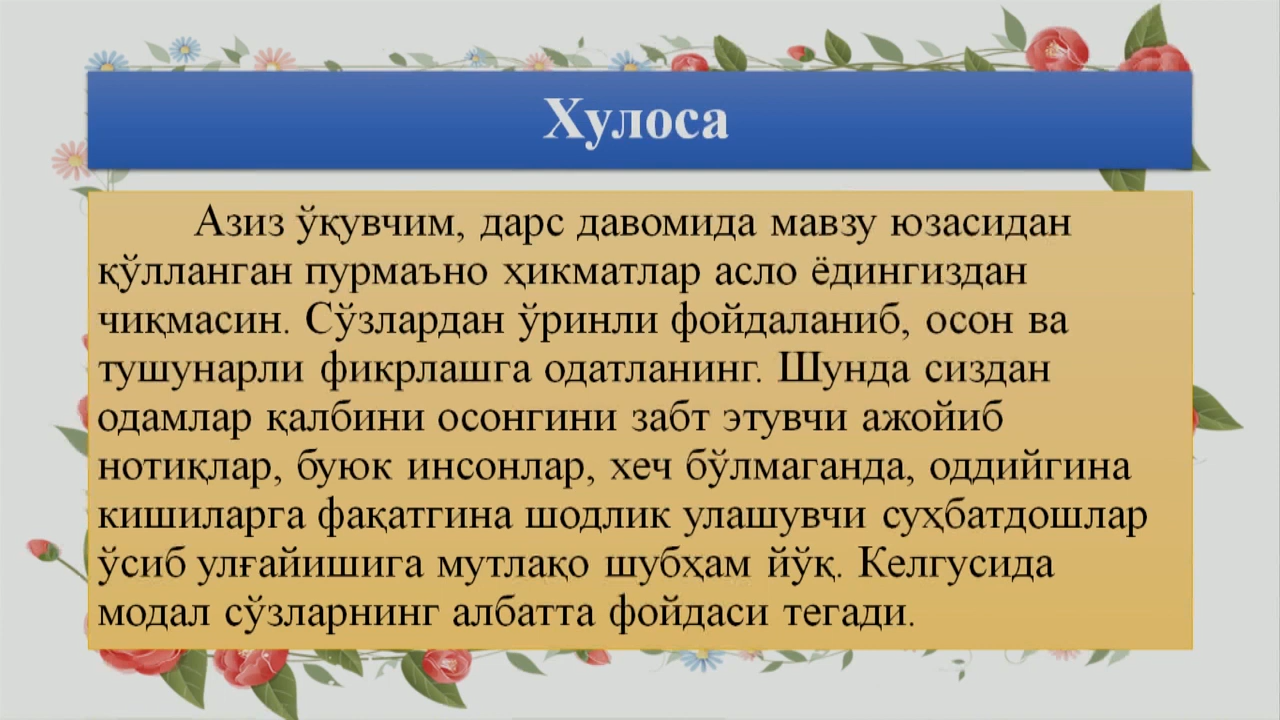 Хулоса
Азиз ўқувчим, дарс давомида мавзу юзасидан
қўлланган пурмаъно ҳикматлар асло ёдингиздан
чиқмасин. Сўзлардан ўринли фойдаланиб, осон ва
тушунарли фикрлашга одатланинг. Шунда сиздан
одамлар қалбини осонгини забт этувчи ажойиб
нотиқлар, буюк инсонлар, хеч бўлмаганда, оддийгина
кишиларга фақатгина шодлик улашувчи суҳбатдошлар
ўсиб улғайишига мутлақо шубҳам йўқ. Келгусида
модал сўзларнинг албатта фойдаси тегади.